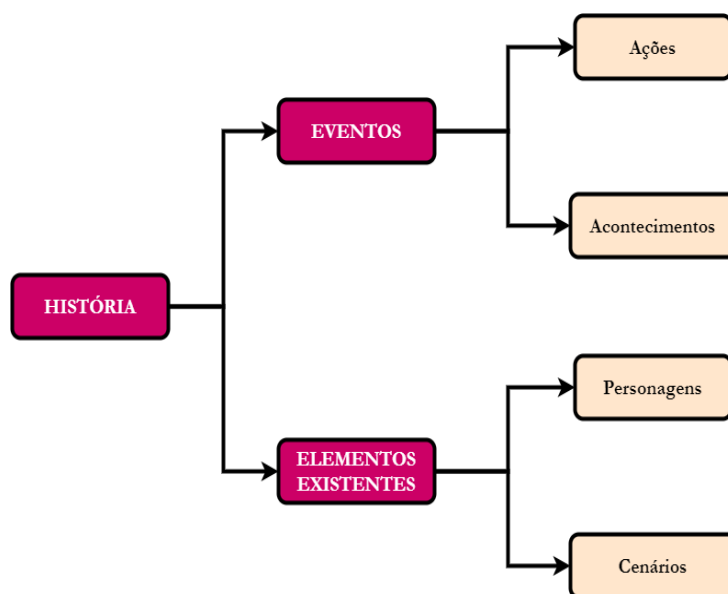 Ações
EVENTOS
Acontecimentos
HISTÓRIA
Personagens
ELEMENTOS
EXISTENTES
Cenários